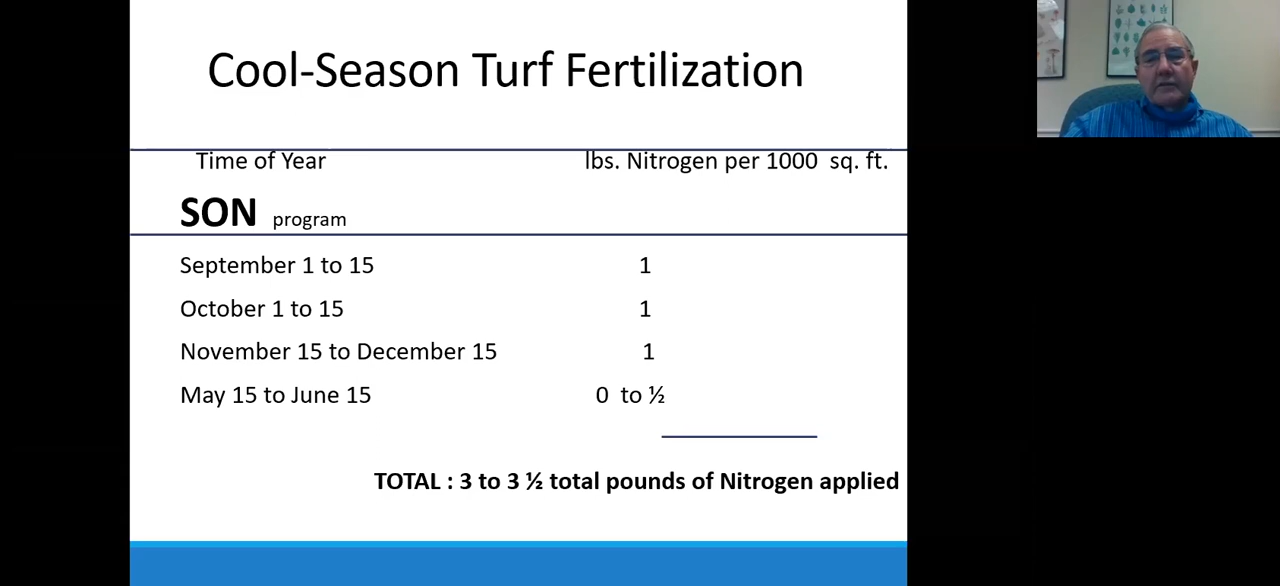 Cool-Season Turf Fertilization
Time of Year lbs. Nitrogen per 1000 sq. ft.
SON program
September 1 to 15 1
October 1 to 15 1
November 15 to December 15 1
May 15 to June 15 0 to ½
TOTAL : 3 to 3 ½ total pounds of Nitrogen applied